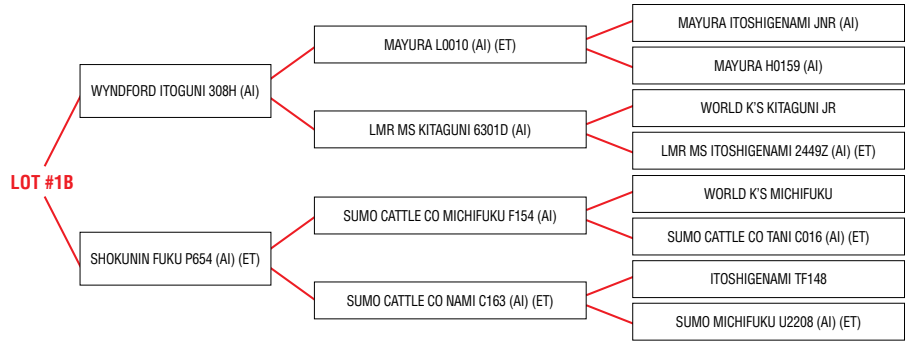 MAYURA ITOSHIGENAMI JNR (AI)
MAYURA L0010 (AI) (ET)
MAYURA H0159 (AI)
WYNDFORD ITOGUNI 308H (AI)
WORLD K'S KITAGUNI JR
LMR MS KITAGUNI 6301D (AI)
LMR MS ITOSHIGENAMI 2449Z (AI) (ET)
LOT #1B
WORLD K'S MICHIFUKU
SUMO CATTLE CO MICHIFUKU F154 (AI)
SUMO CATTLE CO TANI C016 (AI) (ET)
SHOKUNIN FUKU P654 (AI) (ET)
ITOSHIGENAMI TF148
SUMO CATTLE CO NAMI C163 (AI) (ET)
SUMO MICHIFUKU U2208 (AI) (ET)